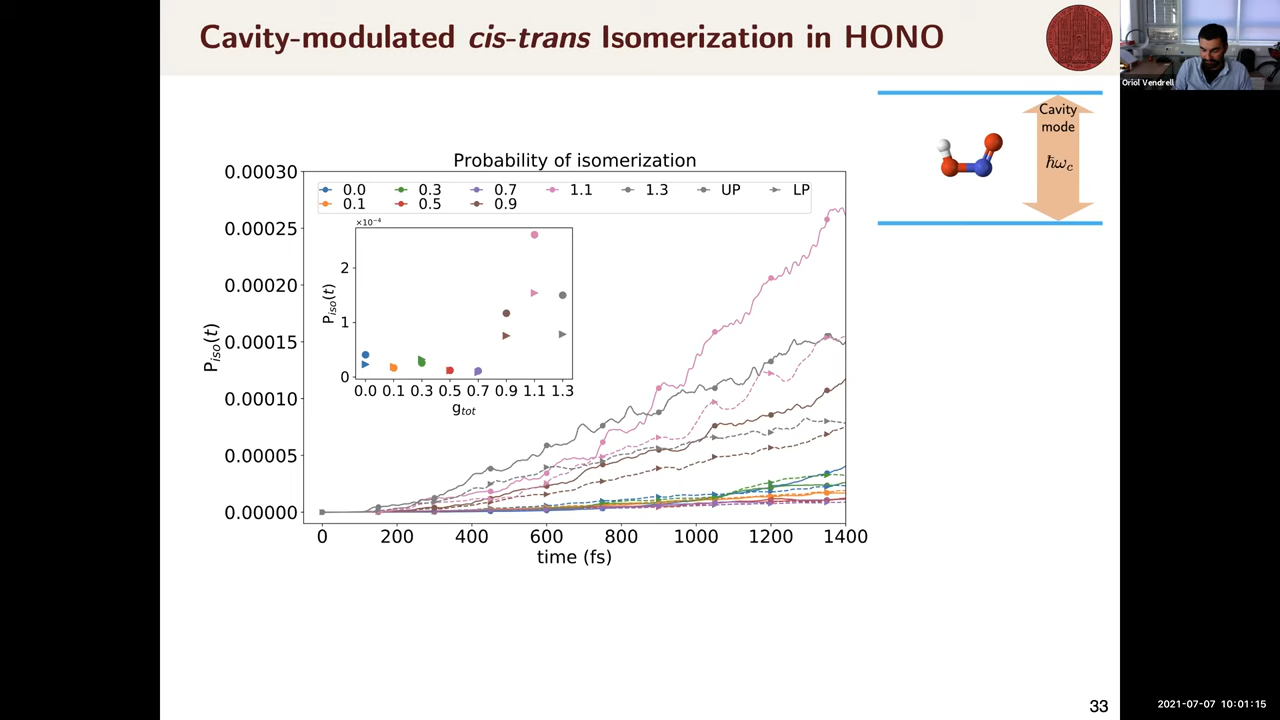 Cavity-modulated cis-trans Isomerization in HONO
Oriol Vendrell
Cavity
mode
ℏω_c
Probability of isomerization
0.0 0.3 0.7 1.1 1.3 UP LP
0.1 0.5 0.9
0.00030
0.00025
0.00020
0.00015
0.00010
0.00005
0.00000
P_iso(t)
×10⁻⁴
2
1
0
P_iso(t)
0.0 0.1 0.3 0.5 0.7 0.9 1.1 1.3
g_tot
0 200 400 600 800 1000 1200 1400
time (fs)
33
2021-07-07 10:01:15